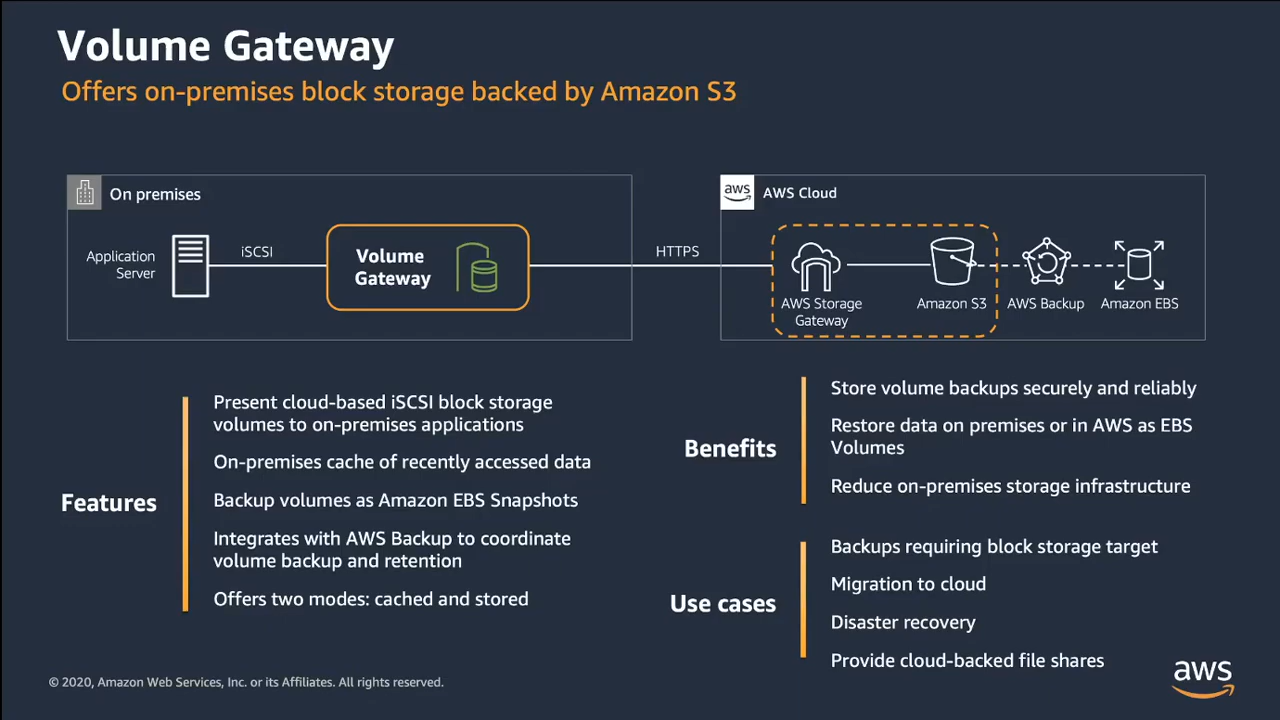 Volume Gateway
Offers on-premises block storage backed by Amazon S3
On premises
Application
Server
iSCSI
Volume
Gateway
HTTPS
aws
AWS Cloud
AWS Storage
Gateway
Amazon S3
AWS Backup
Amazon EBS
Features
Present cloud-based iSCSI block storage
volumes to on-premises applications
On-premises cache of recently accessed data
Backup volumes as Amazon EBS Snapshots
Integrates with AWS Backup to coordinate
volume backup and retention
Offers two modes: cached and stored
Benefits
Store volume backups securely and reliably
Restore data on premises or in AWS as EBS
Volumes
Reduce on-premises storage infrastructure
Use cases
Backups requiring block storage target
Migration to cloud
Disaster recovery
Provide cloud-backed file shares
© 2020, Amazon Web Services, Inc. or its Affiliates. All rights reserved.
aws